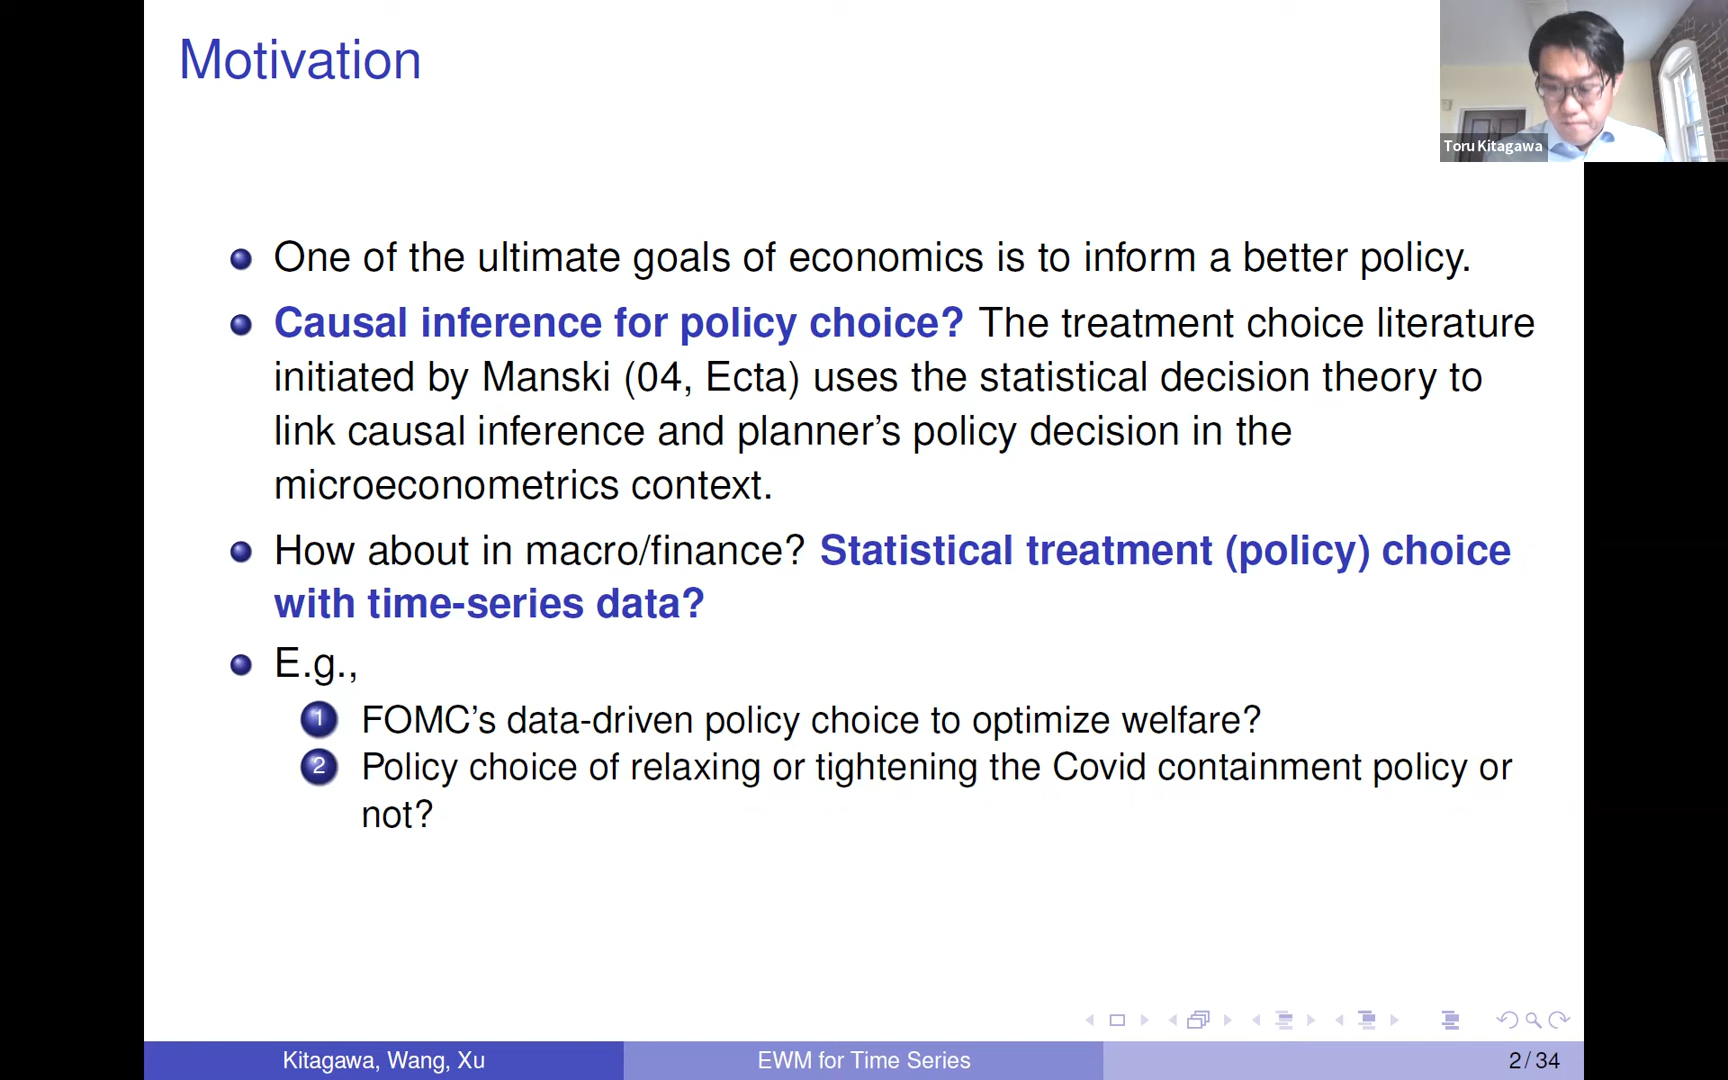 Motivation
Toru Kitagawa
One of the ultimate goals of economics is to inform a better policy.
Causal inference for policy choice? The treatment choice literature
initiated by Manski (04, Ecta) uses the statistical decision theory to
link causal inference and planner's policy decision in the
microeconometrics context.
How about in macro/finance? Statistical treatment (policy) choice
with time-series data?
E.g.,
1 FOMC's data-driven policy choice to optimize welfare?
2 Policy choice of relaxing or tightening the Covid containment policy or
not?
Kitagawa, Wang, Xu
EWM for Time Series
2/34